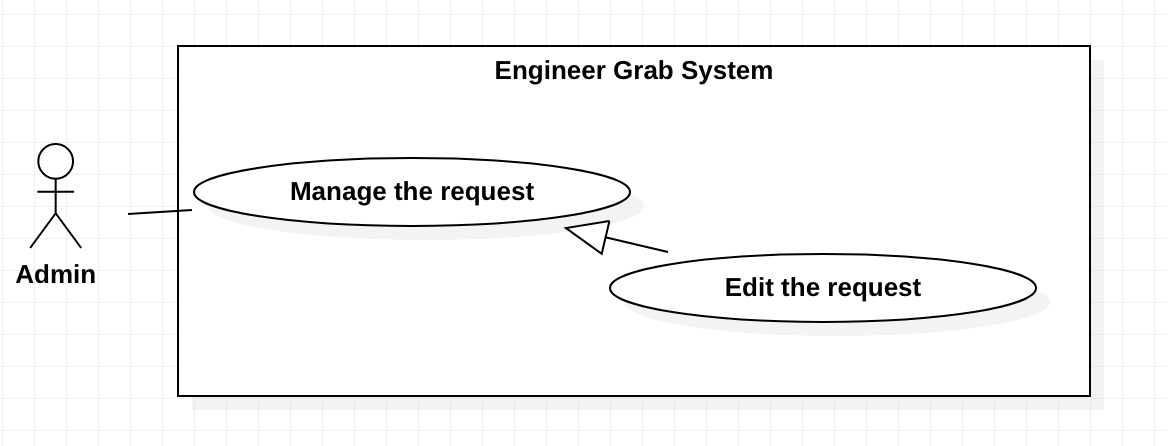 Engineer Grab System
Manage the request
Admin
Edit the request